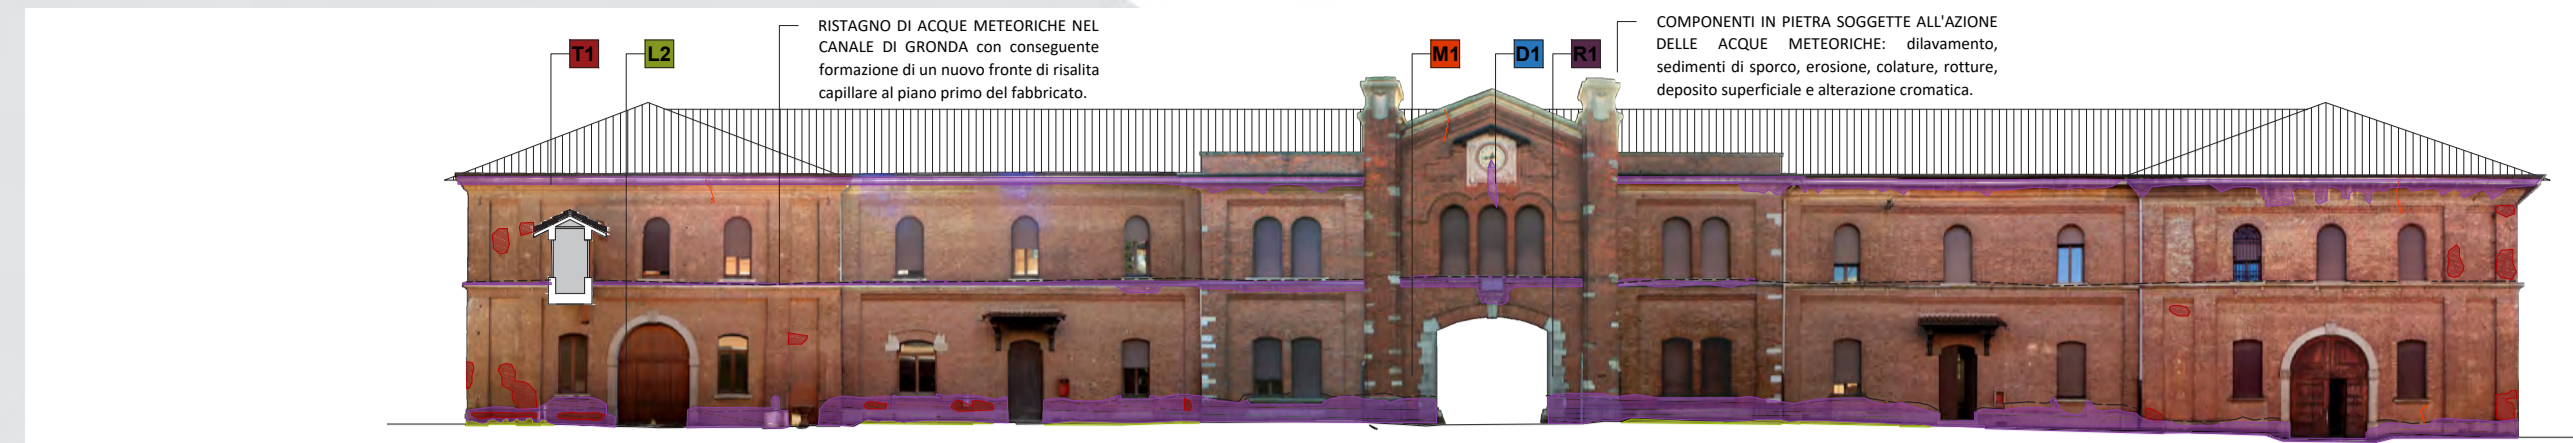 RISTAGNO DI ACQUE METEORICHE NEL
CANALE DI GRONDA con conseguente
formazione di un nuovo fronte di risalita
capillare al piano primo del fabbricato.
COMPONENTI IN PIETRA SOGGETTE ALL'AZIONE
DELLE ACQUE METEORICHE: dilavamento,
sedimenti di sporco, erosione, colature, rotture,
deposito superficiale e alterazione cromatica.
T1
L2
M1
D1
R1